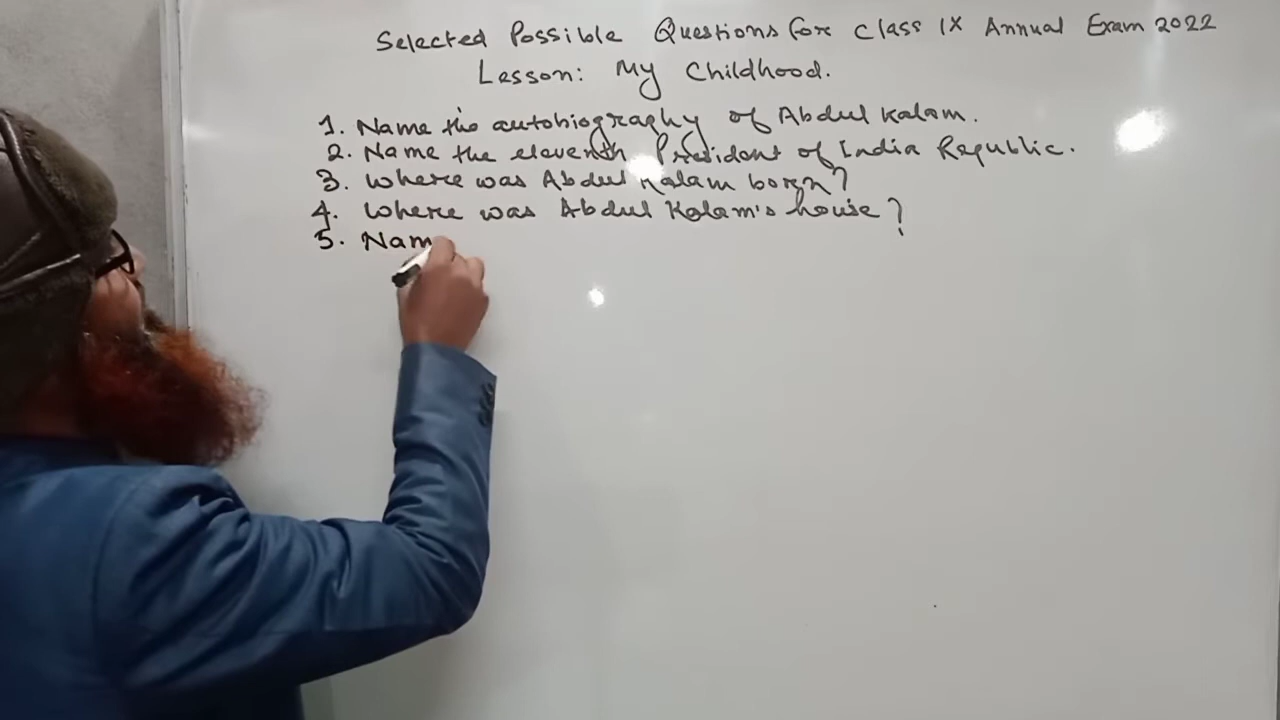 Selected Possible Questions for Class IX Annual Exam 2022
Lesson: My Childhood.
1. Name the autobiography of Abdul Kalam.
2. Name the eleventh President of India Republic.
3. Where was Abdul Kalam born?
4. Where was Abdul Kalam's house?
5. Nam